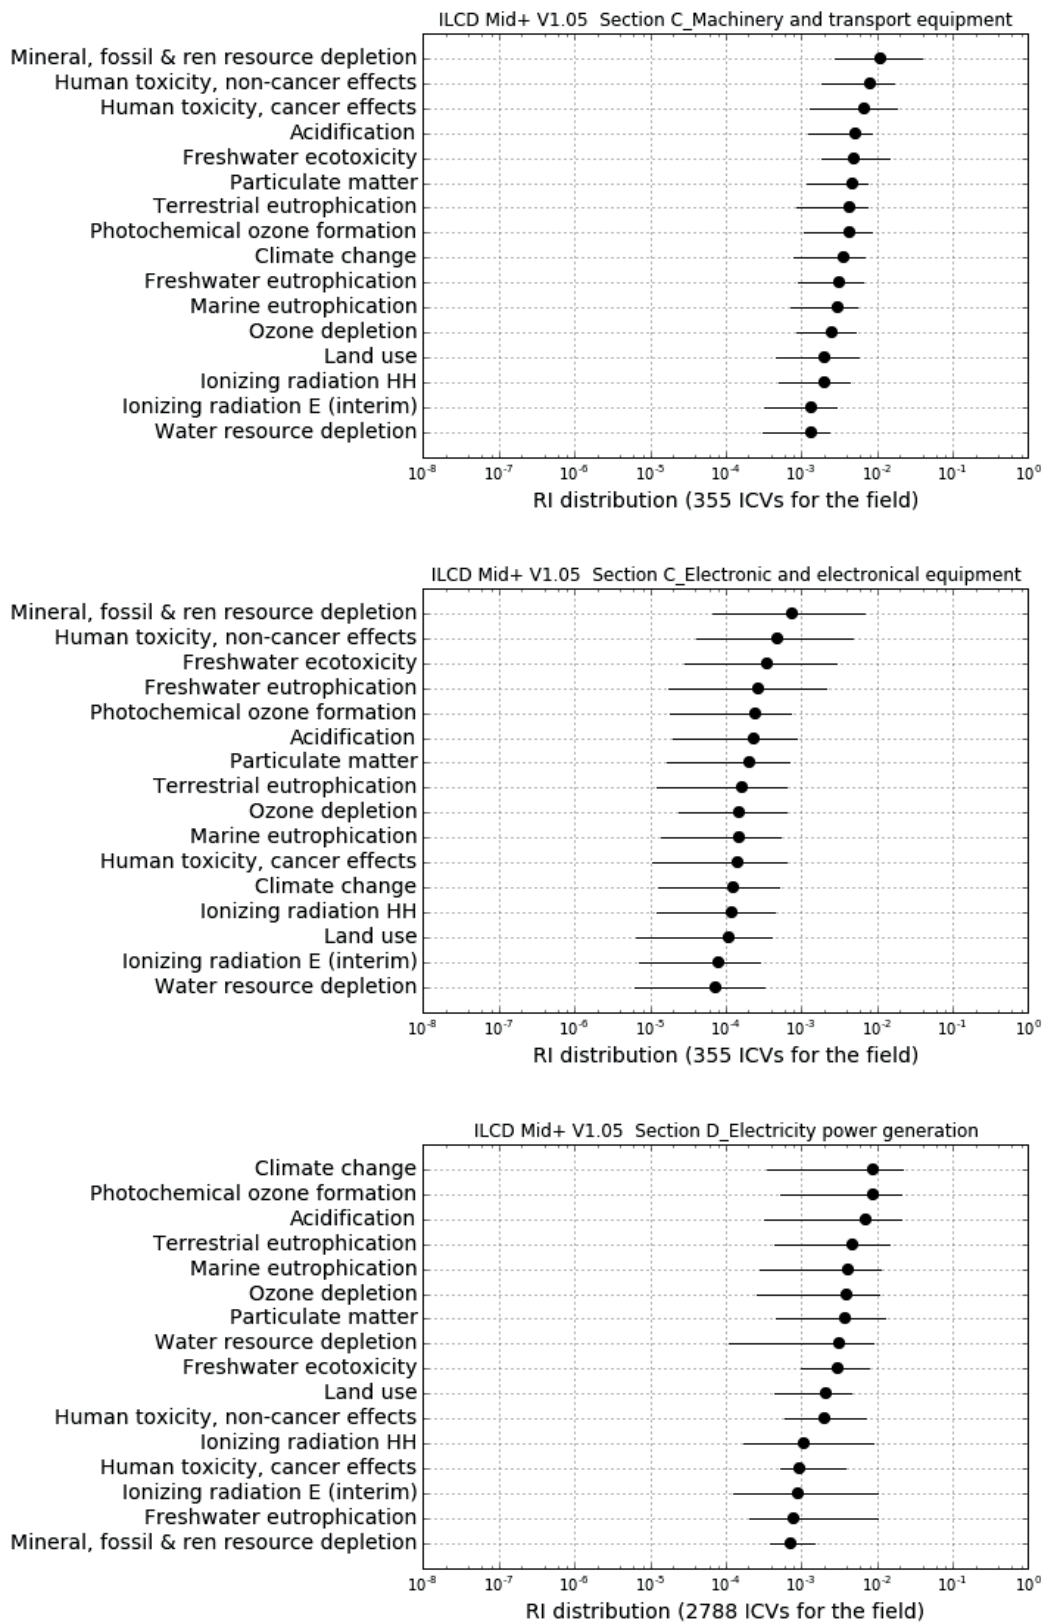 ILCD Mid+ V1.05  Section C_Machinery and transport equipment
Mineral, fossil & ren resource depletion
Human toxicity, non-cancer effects
Human toxicity, cancer effects
Acidification
Freshwater ecotoxicity
Particulate matter
Terrestrial eutrophication
Photochemical ozone formation
Climate change
Freshwater eutrophication
Marine eutrophication
Ozone depletion
Land use
Ionizing radiation HH
Ionizing radiation E (interim)
Water resource depletion
10⁻⁸ 10⁻⁷ 10⁻⁶ 10⁻⁵ 10⁻⁴ 10⁻³ 10⁻² 10⁻¹ 10⁰
RI distribution (355 ICVs for the field)
ILCD Mid+ V1.05  Section C_Electronic and electronical equipment
Mineral, fossil & ren resource depletion
Human toxicity, non-cancer effects
Freshwater ecotoxicity
Freshwater eutrophication
Photochemical ozone formation
Acidification
Particulate matter
Terrestrial eutrophication
Ozone depletion
Marine eutrophication
Human toxicity, cancer effects
Climate change
Ionizing radiation HH
Land use
Ionizing radiation E (interim)
Water resource depletion
10⁻⁸ 10⁻⁷ 10⁻⁶ 10⁻⁵ 10⁻⁴ 10⁻³ 10⁻² 10⁻¹ 10⁰
RI distribution (355 ICVs for the field)
ILCD Mid+ V1.05  Section D_Electricity power generation
Climate change
Photochemical ozone formation
Acidification
Terrestrial eutrophication
Marine eutrophication
Ozone depletion
Particulate matter
Water resource depletion
Freshwater ecotoxicity
Land use
Human toxicity, non-cancer effects
Ionizing radiation HH
Human toxicity, cancer effects
Ionizing radiation E (interim)
Freshwater eutrophication
Mineral, fossil & ren resource depletion
10⁻⁸ 10⁻⁷ 10⁻⁶ 10⁻⁵ 10⁻⁴ 10⁻³ 10⁻² 10⁻¹ 10⁰
RI distribution (2788 ICVs for the field)